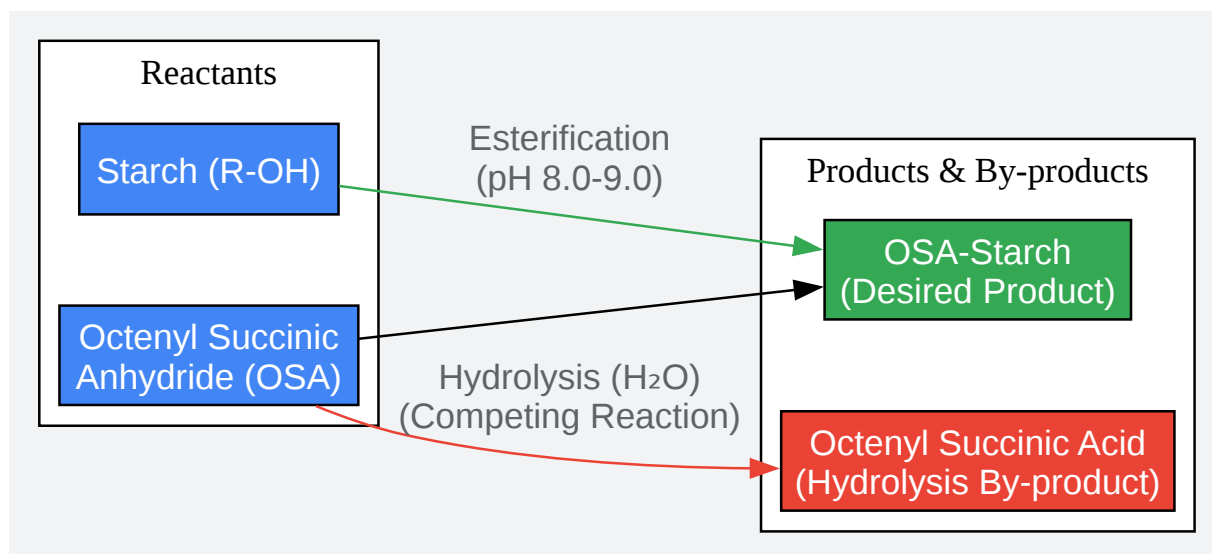 Reactants
Starch (R-OH)
Octenyl Succinic
Anhydride (OSA)
Esterification
(pH 8.0-9.0)
Hydrolysis (H₂O)
(Competing Reaction)
Products & By-products
OSA-Starch
(Desired Product)
Octenyl Succinic Acid
(Hydrolysis By-product)